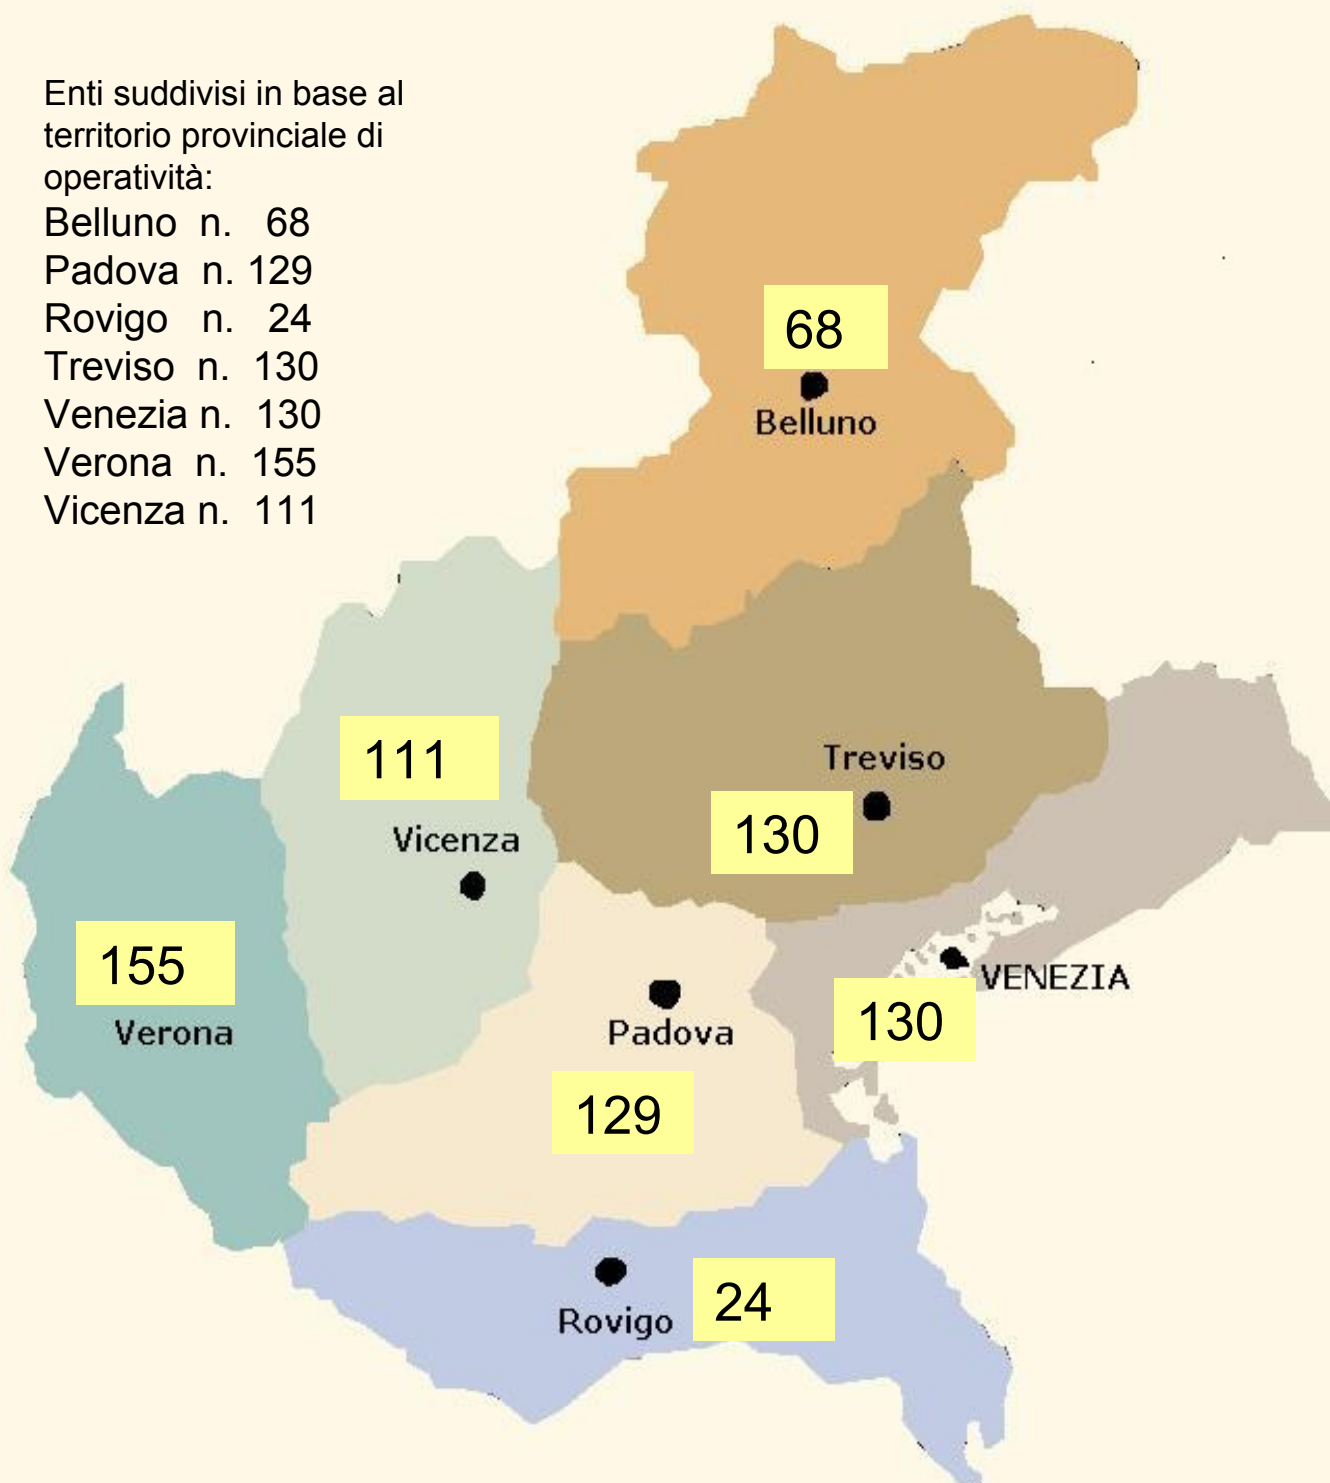 Enti suddivisi in base al
territorio provinciale di
operatività:
Belluno n. 68
Padova n. 129
Rovigo n. 24
Treviso n. 130
Venezia n. 130
Verona n. 155
Vicenza n. 111
68
Belluno
111
Treviso
130
Vicenza
155
Verona
VENEZIA
130
Padova
129
24
Rovigo